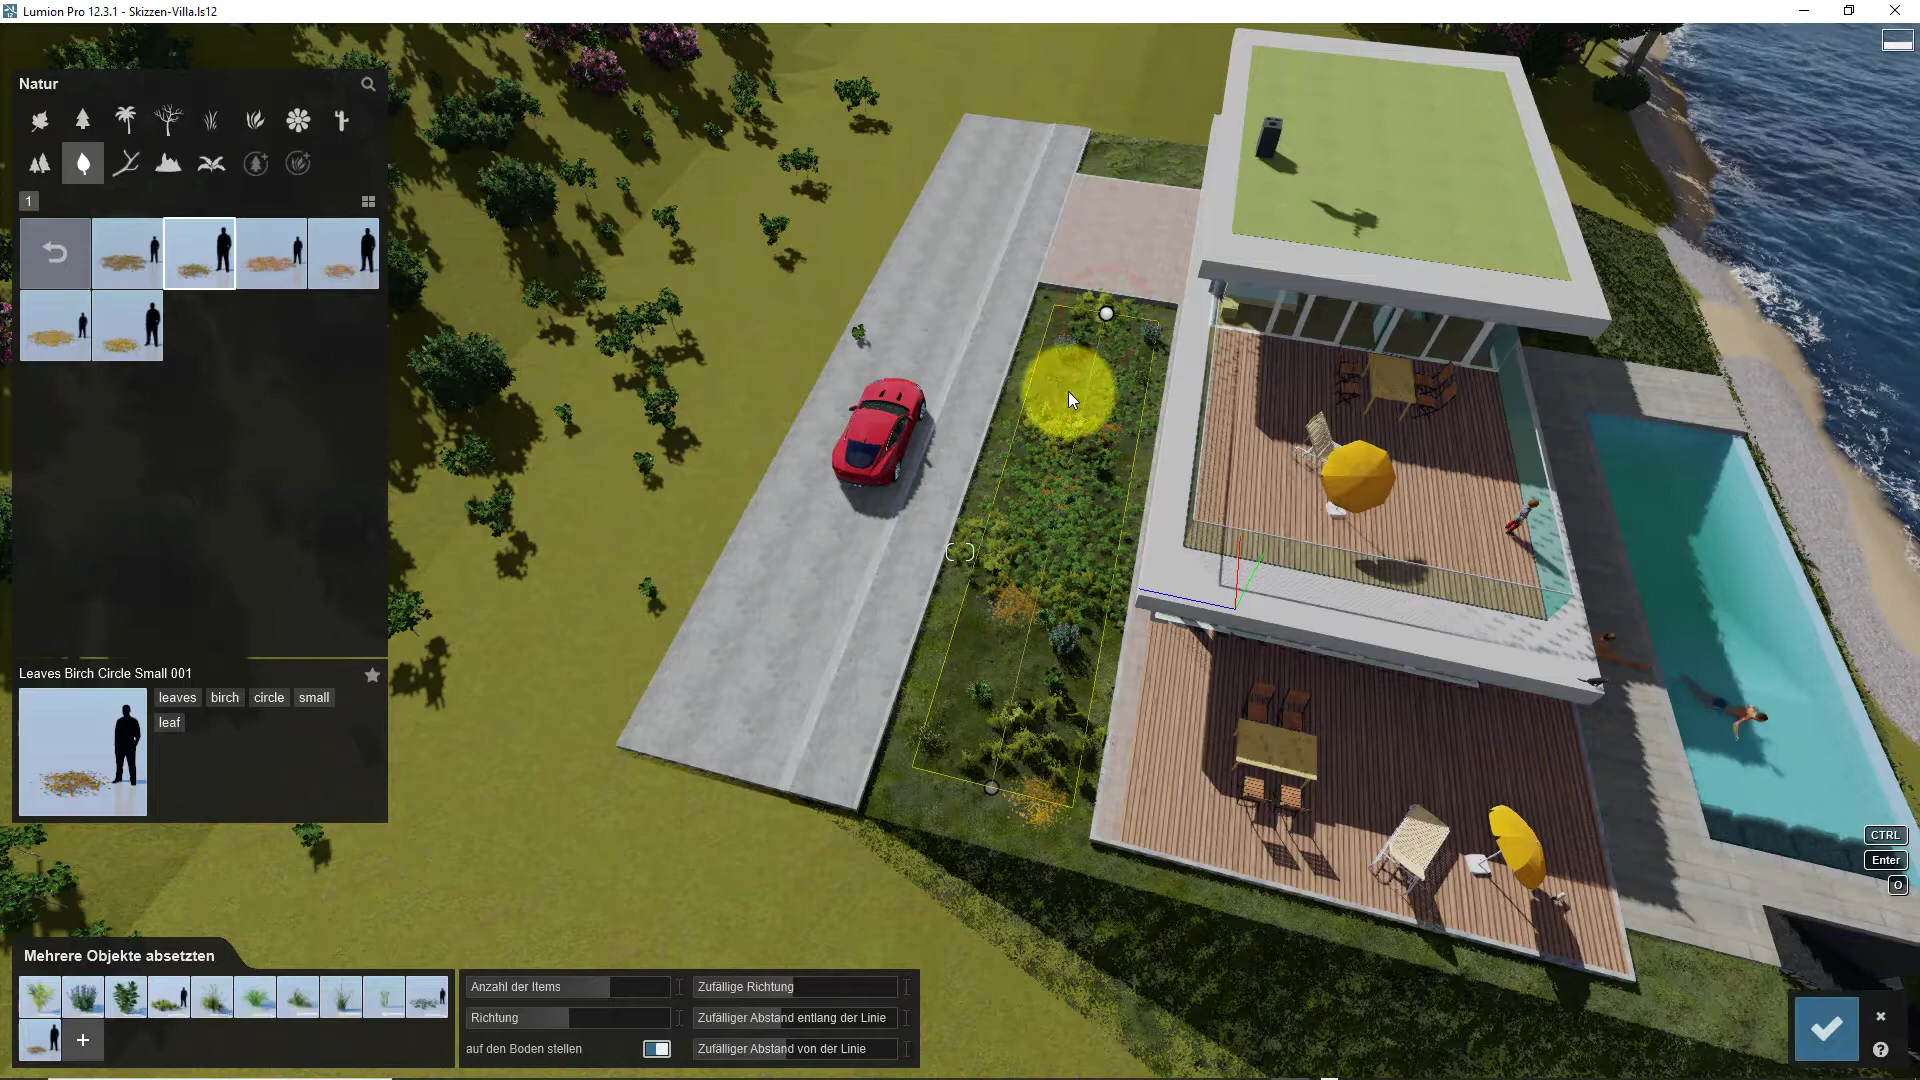 Lumion Pro 12.3.1 - Skizzen-Villa.ls12
Natur
1
Leaves Birch Circle Small 001
leaves birch circle small
leaf
CTRL
Enter
O
Mehrere Objekte absetzten
Anzahl der Items
Zufällige Richtung
Richtung
Zufälliger Abstand entlang der Linie
auf den Boden stellen
Zufälliger Abstand von der Linie